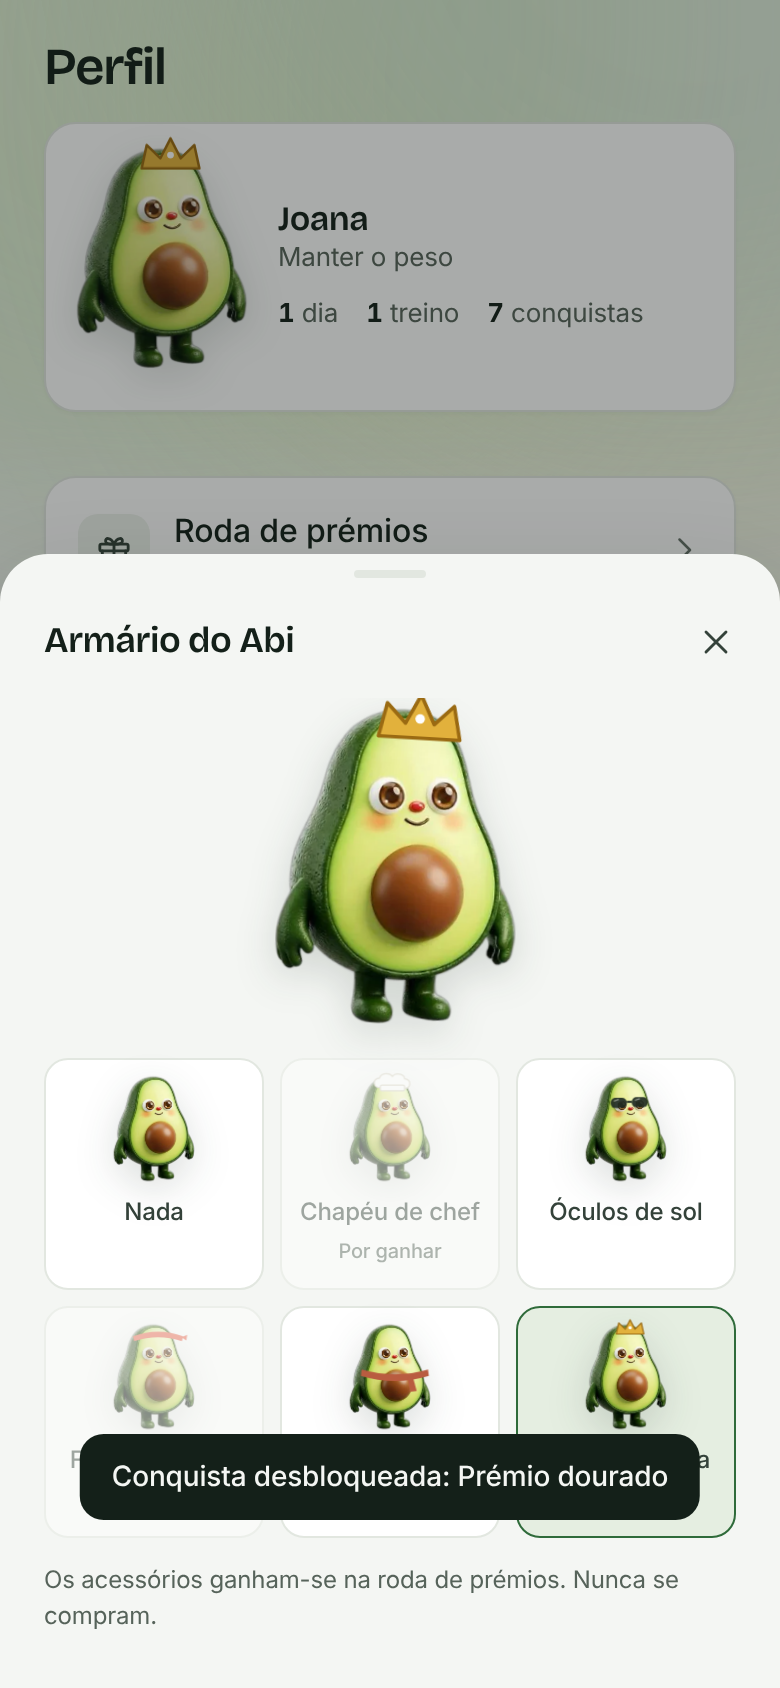 Perfil
Joana
Manter o peso
1 dia 1 treino 7 conquistas
Roda de prémios
Armário do Abi
Nada
Chapéu de chef
Por ganhar
Óculos de sol
Conquista desbloqueada: Prémio dourado
Os acessórios ganham-se na roda de prémios. Nunca se
compram.